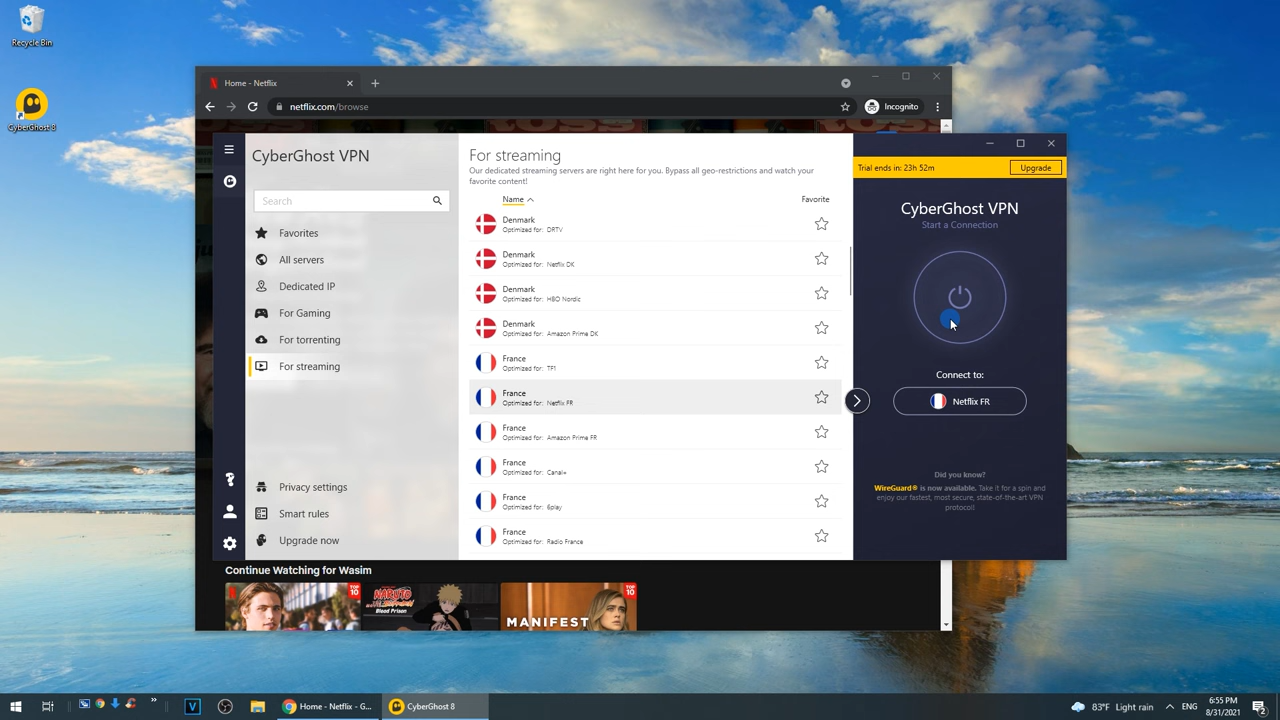 Recycle Bin
CyberGhost 8
Home - Netflix
netflix.com/browse
Incognito
CyberGhost VPN
Search
Favorites
All servers
Dedicated IP
For Gaming
For torrenting
For streaming
Privacy settings
Smart rules
Upgrade now
For streaming
Our dedicated streaming servers are right here for you. Bypass all geo-restrictions and watch your
favorite content!
Name
Favorite
Denmark
Optimized for: DRTV
Denmark
Optimized for: Netflix DK
Denmark
Optimized for: HBO Nordic
Denmark
Optimized for: Amazon Prime DK
France
Optimized for: TF1
France
Optimized for: Netflix FR
France
Optimized for: Amazon Prime FR
France
Optimized for: Canal+
France
Optimized for: 6play
France
Optimized for: Radio France
Trial ends in: 23h 52m
Upgrade
CyberGhost VPN
Start a Connection
Connect to:
Netflix FR
Did you know?
WireGuard® is now available. Take it for a spin and
enjoy our fastest, most secure, state-of-the-art VPN
protocol!
Continue Watching for Wasim
TOP
10
NARUTO
Blood Prison
MANIFEST
TOP
10
Home - Netflix - G...
CyberGhost 8
83°F Light rain
ENG
6:55 PM
8/31/2021
2